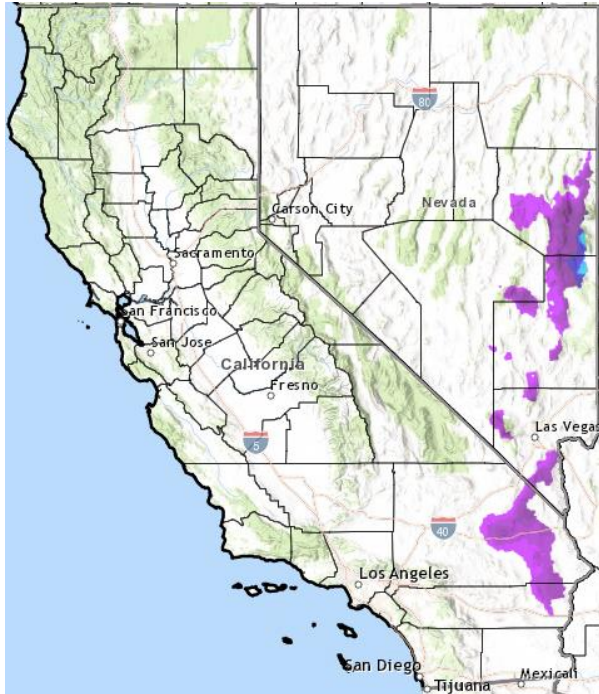 80
Nevada
Carson City
Sacramento
San Francisco
San Jose
California
Fresno
Las Vegas
5
40
Los Angeles
San Diego
Mexicali
Tijuana